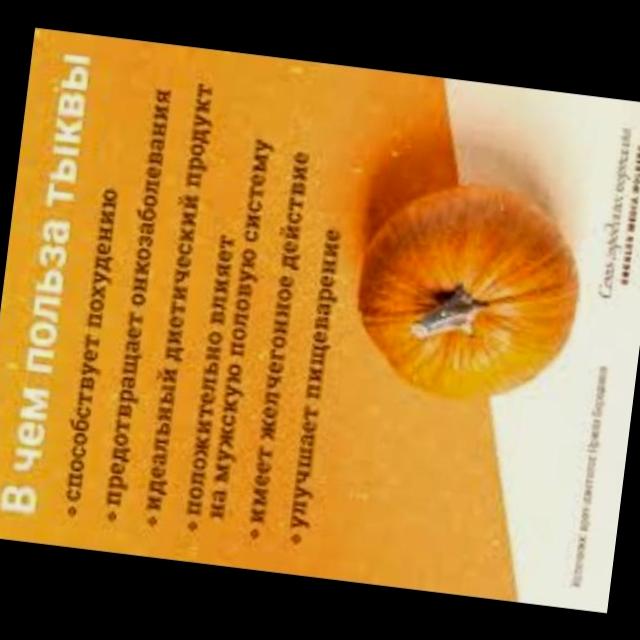 В чем польза тыквы
способствует похудению
предотвращает онкозаболевания
идеальный диетический продукт
положительно влияет
на мужскую половую систему
имеет желчегонное действие
улучшает пищеварение